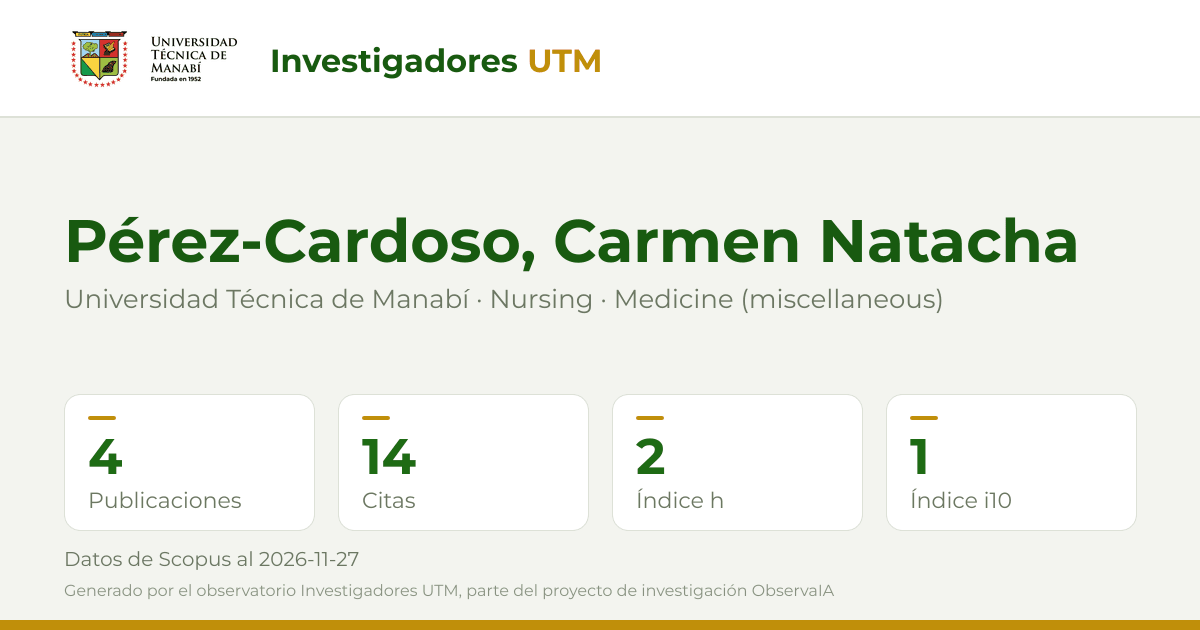 UNIVERSIDAD
TÉCNICA DE
MANABÍ
Fundada en 1952
Investigadores UTM
Pérez-Cardoso, Carmen Natacha
Universidad Técnica de Manabí · Nursing · Medicine (miscellaneous)
4
Publicaciones
14
Citas
2
Índice h
1
Índice i10
Datos de Scopus al 2026-11-27
Generado por el observatorio Investigadores UTM, parte del proyecto de investigación ObservaIA